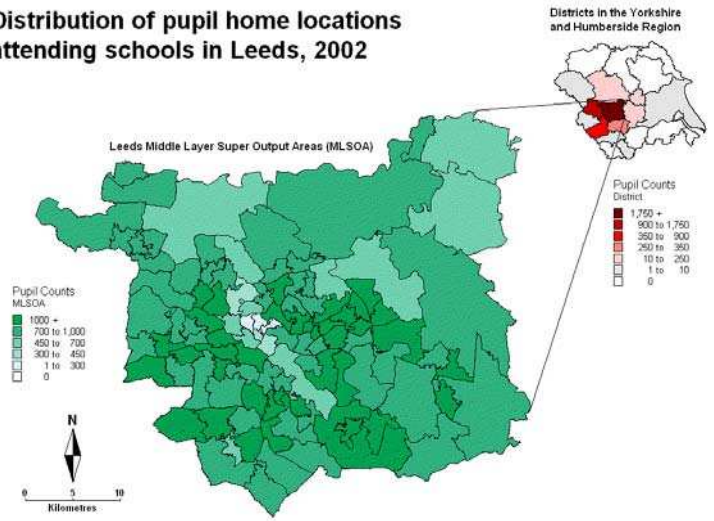 Distribution of pupil home locations
attending schools in Leeds, 2002
Districts in the Yorkshire
and Humberside Region
Leeds Middle Layer Super Output Areas (MLSOA)
Pupil Counts
District
1,750 +
900 to 1,750
350 to 900
250 to 350
10 to 250
1 to 10
0
Pupil Counts
MLSOA
1000 +
700 to 1,000
450 to 700
300 to 450
1 to 300
0
N
0 5 10
Kilometres